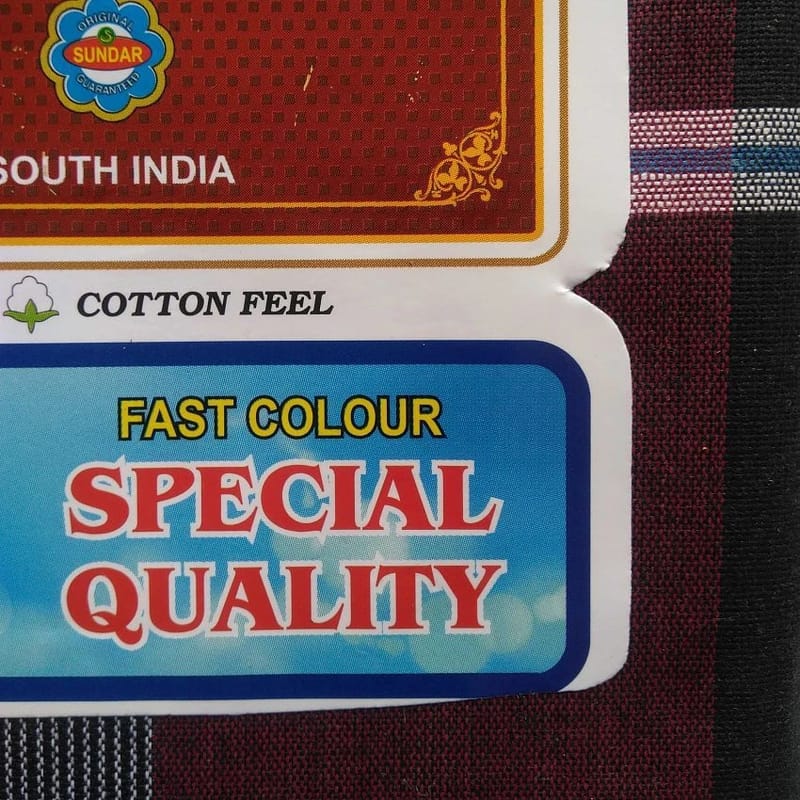 ORIGINAL
S
SUNDAR
GUARANTEED
SOUTH INDIA
COTTON FEEL
FAST COLOUR
SPECIAL
QUALITY